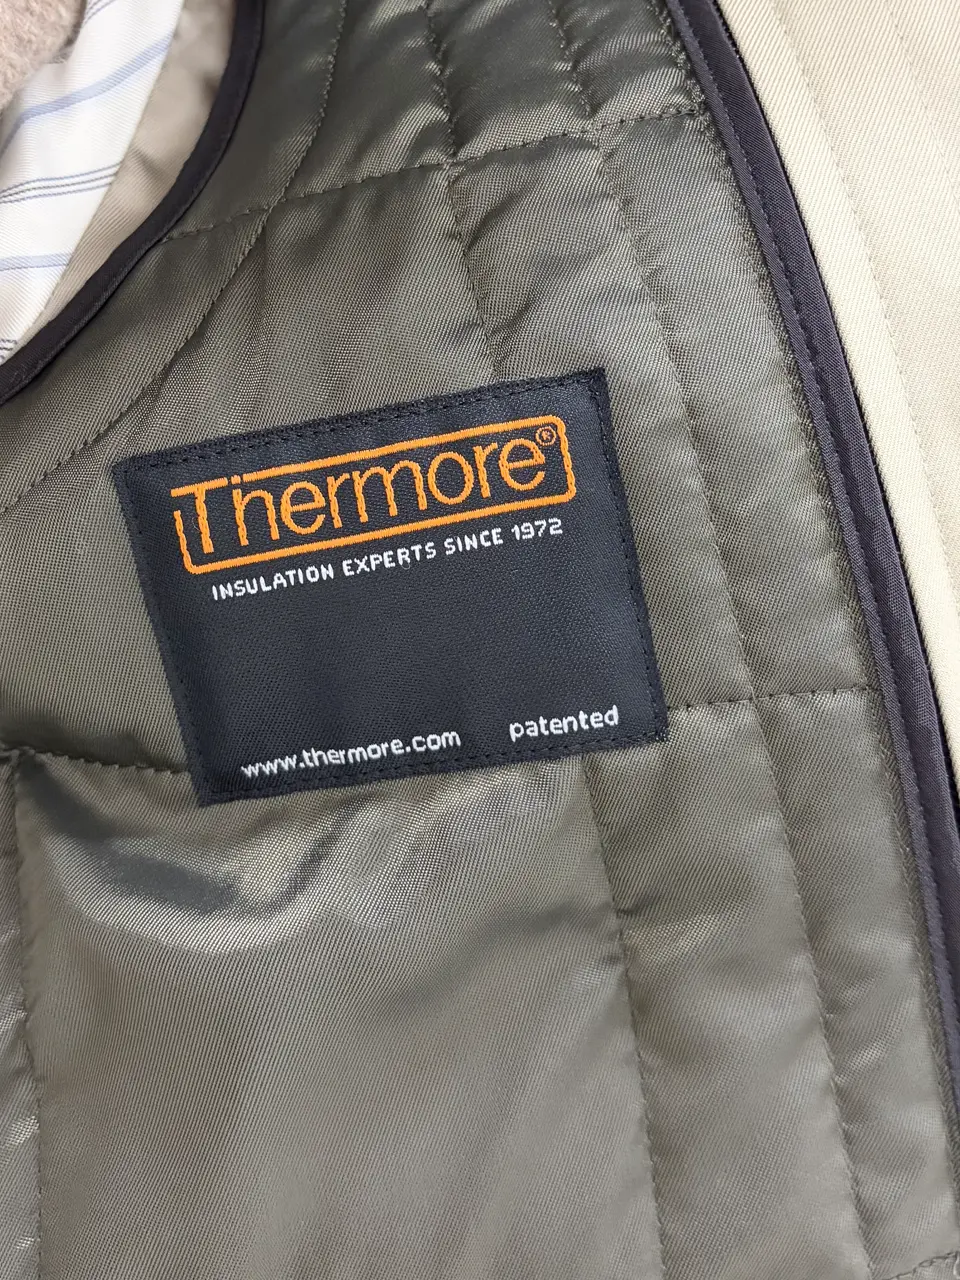 Thermore®
INSULATION EXPERTS SINCE 1972
www.thermore.com patented